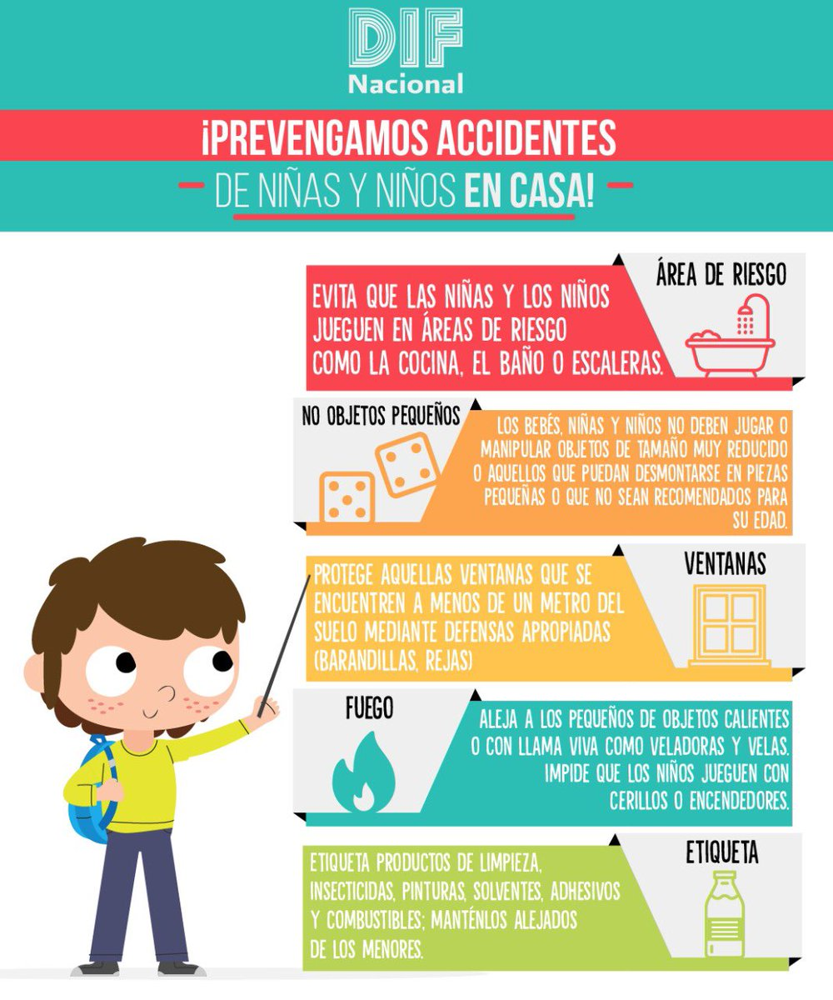 DIF
Nacional
¡PREVENGAMOS ACCIDENTES
DE NIÑAS Y NIÑOS EN CASA!
ÁREA DE RIESGO
EVITA QUE LAS NIÑAS Y LOS NIÑOS
JUEGUEN EN ÁREAS DE RIESGO
COMO LA COCINA, EL BAÑO O ESCALERAS.
NO OBJETOS PEQUEÑOS
LOS BEBÉS, NIÑAS Y NIÑOS NO DEBEN JUGAR O
MANIPULAR OBJETOS DE TAMAÑO MUY REDUCIDO
O AQUELLOS QUE PUEDAN DESMONTARSE EN PIEZAS
PEQUEÑAS O QUE NO SEAN RECOMENDADOS PARA
SU EDAD.
VENTANAS
PROTEGE AQUELLAS VENTANAS QUE SE
ENCUENTREN A MENOS DE UN METRO DEL
SUELO MEDIANTE DEFENSAS APROPIADAS
(BARANDILLAS, REJAS)
FUEGO
ALEJA A LOS PEQUEÑOS DE OBJETOS CALIENTES
O CON LLAMA VIVA COMO VELADORAS Y VELAS.
IMPIDE QUE LOS NIÑOS JUEGUEN CON
CERILLOS O ENCENDEDORES.
ETIQUETA
ETIQUETA PRODUCTOS DE LIMPIEZA,
INSECTICIDAS, PINTURAS, SOLVENTES, ADHESIVOS
Y COMBUSTIBLES; MANTÉNLOS ALEJADOS
DE LOS MENORES.